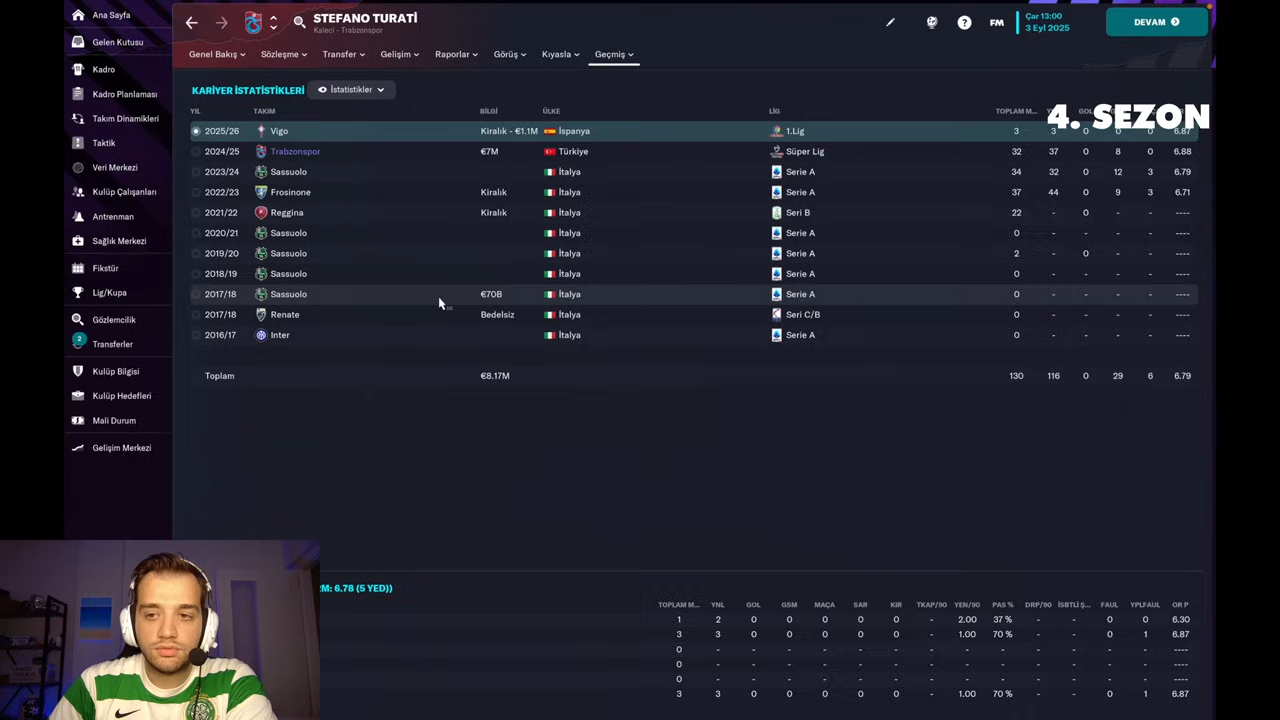 Ana Sayfa
Gelen Kutusu
Kadro
Kadro Planlaması
Takım Dinamikleri
Taktik
Veri Merkezi
Kulüp Çalışanları
Antrenman
Sağlık Merkezi
Fikstür
Lig/Kupa
Gözlemcilik
2
Transferler
Kulüp Bilgisi
Kulüp Hedefleri
Mali Durum
Gelişim Merkezi
STEFANO TURATİ
Kaleci - Trabzonspor
FM
Çar 13:00
3 Eyl 2025
DEVAM
Genel Bakış Sözleşme Transfer Gelişim Raporlar Görüş Kıyasla Geçmiş
KARİYER İSTATİSTİKLERİ İstatistikler
4. SEZON
YIL TAKIM BİLGİ ÜLKE LİG TOPLAM M... GOL
2025/26 Vigo Kiralık - €1.1M İspanya 1.Lig 3 3 0 0 0 6.87
2024/25 Trabzonspor €7M Türkiye Süper Lig 32 37 0 8 0 6.88
2023/24 Sassuolo İtalya Serie A 34 32 0 12 3 6.79
2022/23 Frosinone Kiralık İtalya Serie A 37 44 0 9 3 6.71
2021/22 Reggina Kiralık İtalya Seri B 22 - 0 - - ----
2020/21 Sassuolo İtalya Serie A 0 - - - - ----
2019/20 Sassuolo İtalya Serie A 2 - 0 - - ----
2018/19 Sassuolo İtalya Serie A 0 - - - - ----
2017/18 Sassuolo €70B İtalya Serie A 0 - - - - ----
2017/18 Renate Bedelsiz İtalya Seri C/B 0 - - - - ----
2016/17 Inter İtalya Serie A 0 - - - - ----
Toplam €8.17M 130 116 0 29 6 6.79
RM: 6.78 (5 YED))
TOPLAM M... YNL GOL GSM MAÇA SAR KIR TKAP/90 YEN/90 PAS % DRP/90 İSBTLİ Ş... FAUL YPLFAUL OR P
1 2 0 0 0 0 0 - 2.00 37 % - - 0 0 6.30
3 3 0 0 0 0 0 - 1.00 70 % - - 0 1 6.87
0 - - - - - - - - - - - - - ----
0 - - - - - - - - - - - - - ----
0 - - - - - - - - - - - - - ----
3 3 0 0 0 0 0 - 1.00 70 % - - 0 1 6.87